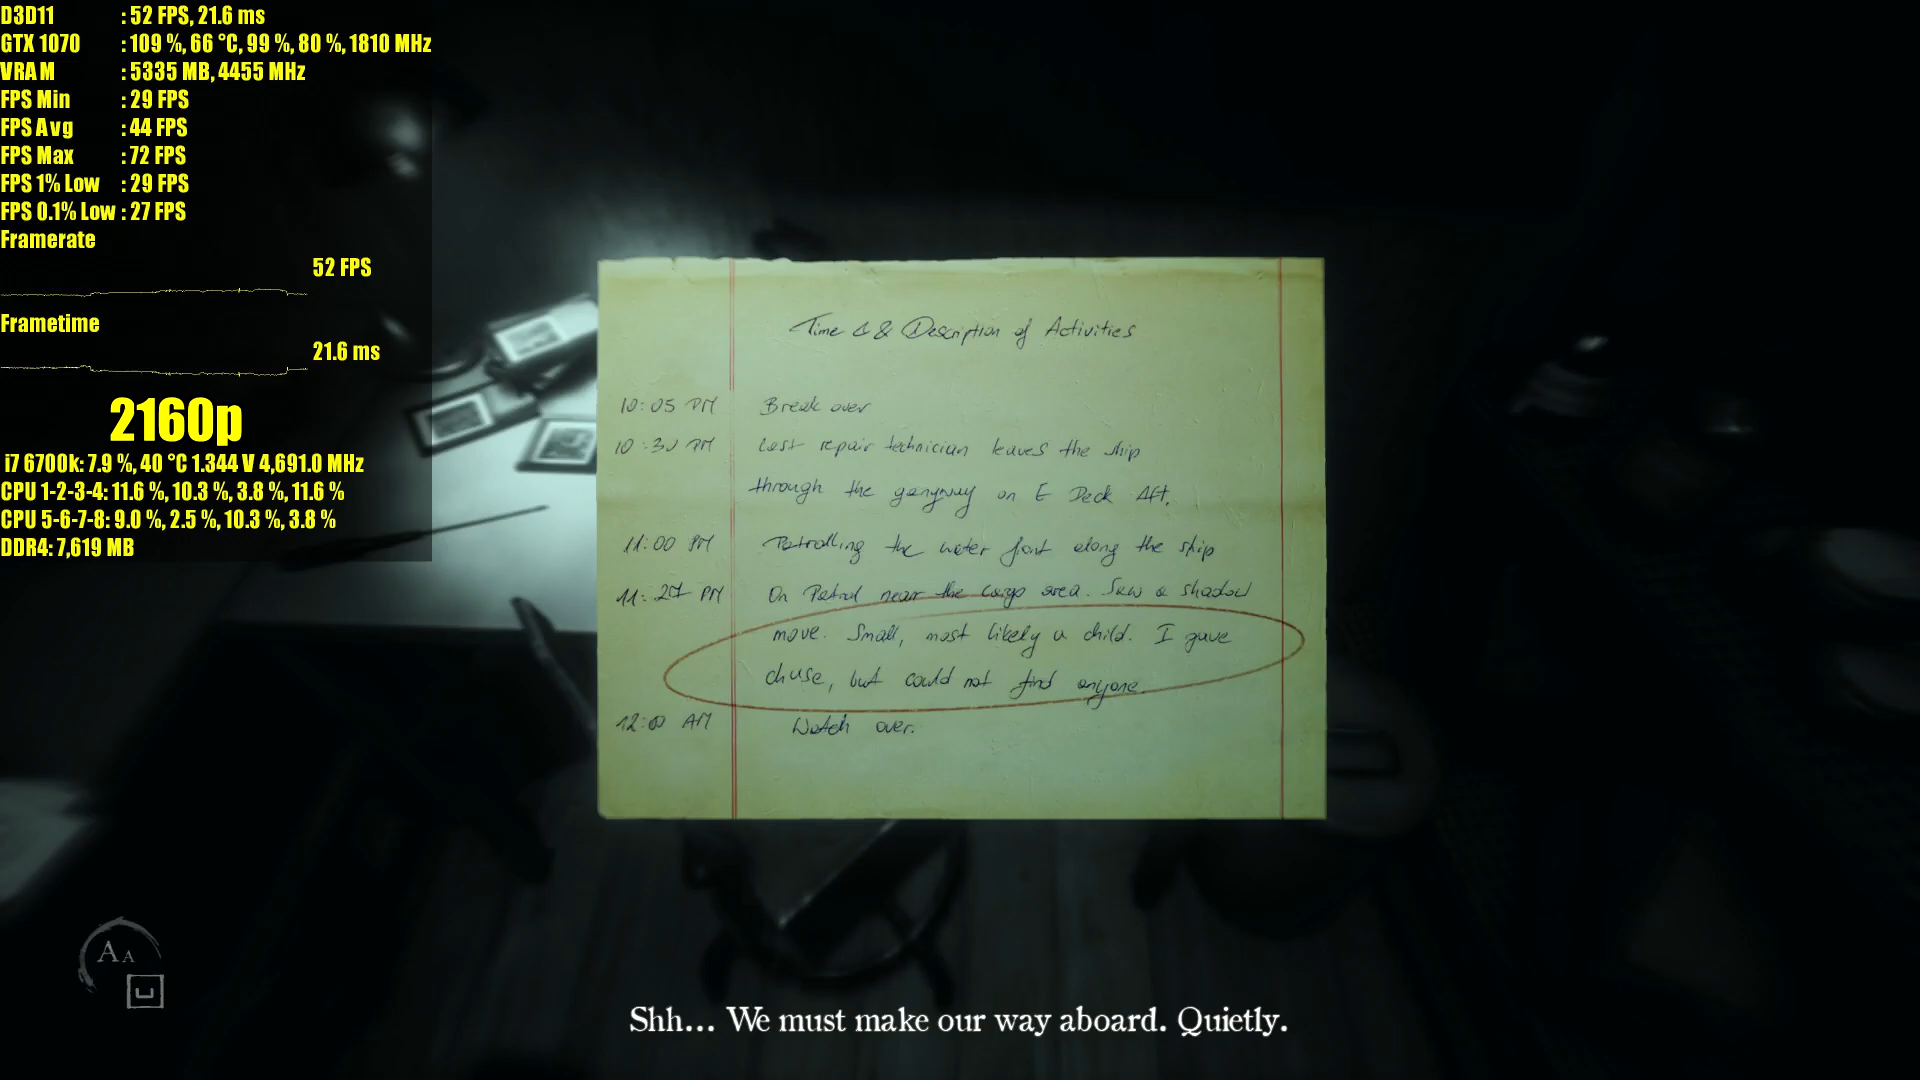 D3D11 : 52 FPS, 21.6 ms
GTX 1070 : 109 %, 66 °C, 99 %, 80 %, 1810 MHz
VRAM : 5335 MB, 4455 MHz
FPS Min : 29 FPS
FPS Avg : 44 FPS
FPS Max : 72 FPS
FPS 1% Low : 29 FPS
FPS 0.1% Low : 27 FPS
Framerate
52 FPS
Frametime
21.6 ms
2160p
i7 6700k: 7.9 %, 40 °C 1.344 V 4,691.0 MHz
CPU 1-2-3-4: 11.6 %, 10.3 %, 3.8 %, 11.6 %
CPU 5-6-7-8: 9.0 %, 2.5 %, 10.3 %, 3.8 %
DDR4: 7,619 MB
Time & Description of Activities
10:05 PM Break over
10:30 PM Last repair technician leaves the ship
through the gangway on E Deck Aft.
11:00 PM Patrolling the water font along the ship
11:27 PM On Patrol near the cargo area. Saw a shadow
move. Small, most likely a child. I gave
chase, but could not find anyone.
12:00 AM Watch over.
AA
Shh... We must make our way aboard. Quietly.